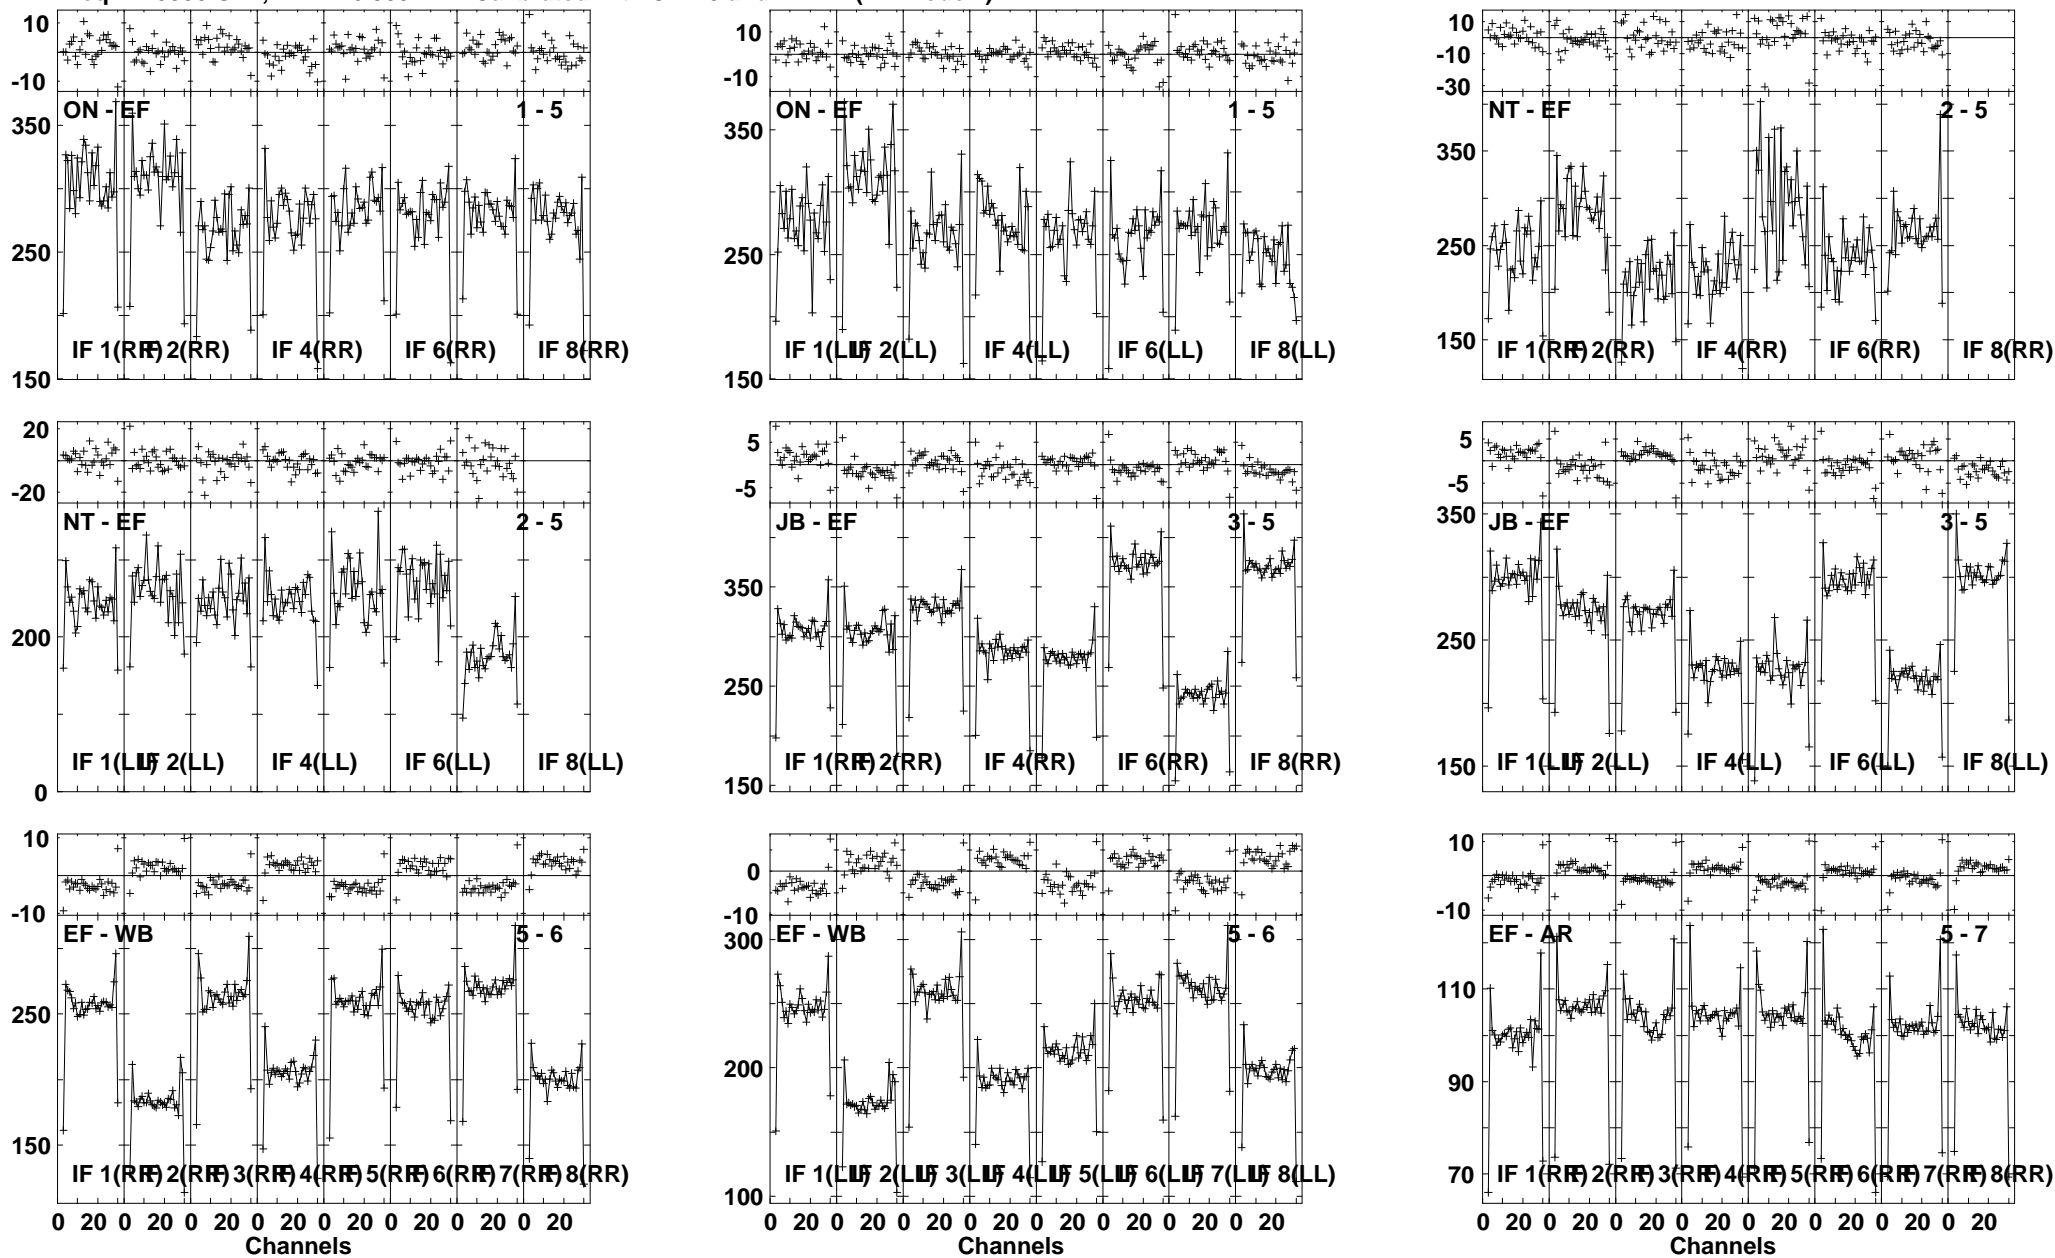 10
-10
ON - EF 1 - 5
350
250
150
IF 1(RR) IF 2(RR) IF 4(RR) IF 6(RR) IF 8(RR)
10
-10
ON - EF 1 - 5
350
250
150
IF 1(LL) IF 2(LL) IF 4(LL) IF 6(LL) IF 8(LL)
10
-10
-30
NT - EF 2 - 5
350
250
150
IF 1(RR) IF 2(RR) IF 4(RR) IF 6(RR) IF 8(RR)
20
-20
NT - EF 2 - 5
200
0
IF 1(LL) IF 2(LL) IF 4(LL) IF 6(LL) IF 8(LL)
5
-5
JB - EF 3 - 5
350
250
150
IF 1(RR) IF 2(RR) IF 4(RR) IF 6(RR) IF 8(RR)
5
-5
JB - EF 3 - 5
350
250
150
IF 1(LL) IF 2(LL) IF 4(LL) IF 6(LL) IF 8(LL)
10
-10
EF - WB 5 - 6
250
150
IF 1(RR) IF 2(RR) IF 3(RR) IF 4(RR) IF 5(RR) IF 6(RR) IF 7(RR) IF 8(RR)
0 20 0 20 0 20 0 20 0 20 0 20 0 20 0 20
Channels
10
0
-10
EF - WB 5 - 6
300
200
100
IF 1(LL) IF 2(LL) IF 3(LL) IF 4(LL) IF 5(LL) IF 6(LL) IF 7(LL) IF 8(LL)
0 20 0 20 0 20 0 20 0 20 0 20 0 20 0 20
Channels
10
-10
EF - AR 5 - 7
110
90
70
IF 1(RR) IF 2(RR) IF 3(RR) IF 4(RR) IF 5(RR) IF 6(RR) IF 7(RR) IF 8(RR)
0 20 0 20 0 20 0 20 0 20 0 20 0 20 0 20
Channels